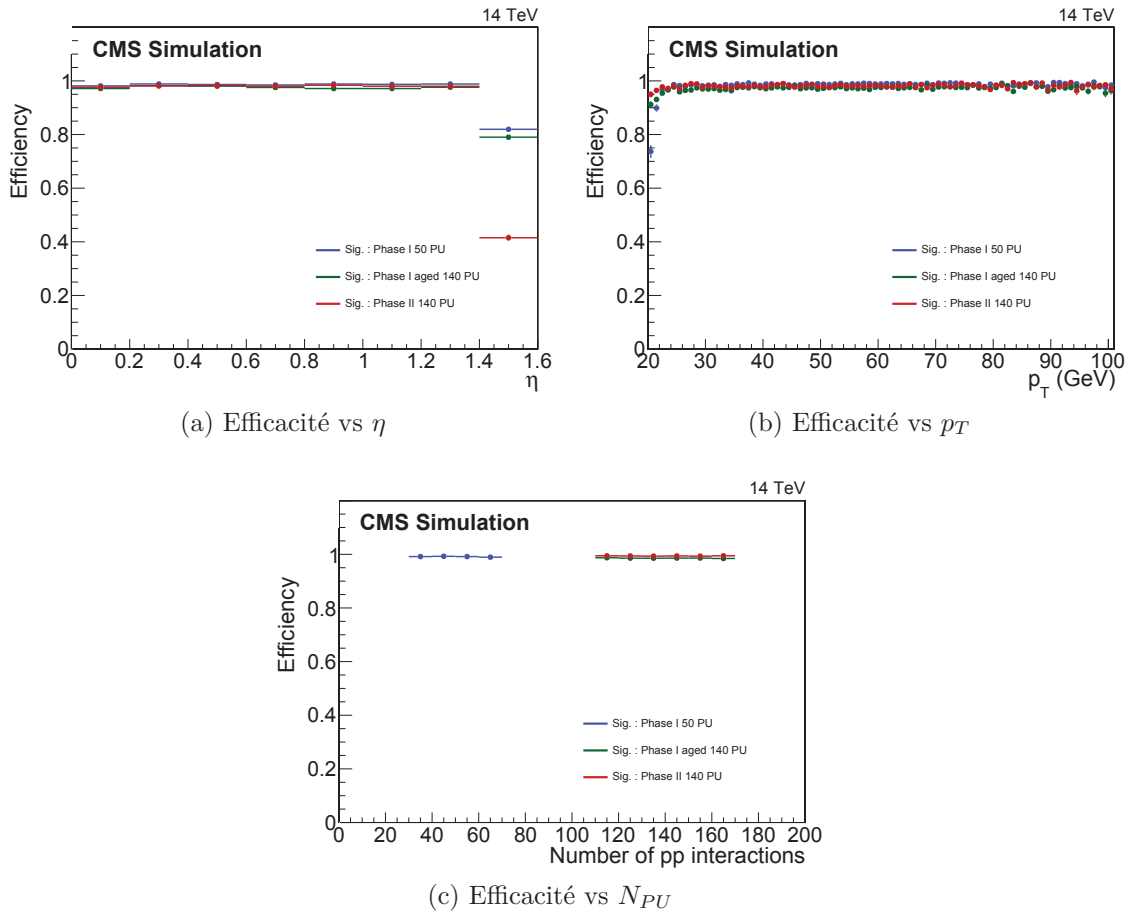 14 TeV
CMS Simulation
Efficiency
1
0.8
0.6
0.4
0.2
0
Sig. : Phase I 50 PU
Sig. : Phase I aged 140 PU
Sig. : Phase II 140 PU
0 0.2 0.4 0.6 0.8 1 1.2 1.4 1.6
η
(a) Efficacité vs η
14 TeV
CMS Simulation
Efficiency
1
0.8
0.6
0.4
0.2
0
Sig. : Phase I 50 PU
Sig. : Phase I aged 140 PU
Sig. : Phase II 140 PU
20 30 40 50 60 70 80 90 100
p_T (GeV)
(b) Efficacité vs p_T
14 TeV
CMS Simulation
Efficiency
1
0.8
0.6
0.4
0.2
0
Sig. : Phase I 50 PU
Sig. : Phase I aged 140 PU
Sig. : Phase II 140 PU
0 20 40 60 80 100 120 140 160 180 200
Number of pp interactions
(c) Efficacité vs N_{PU}